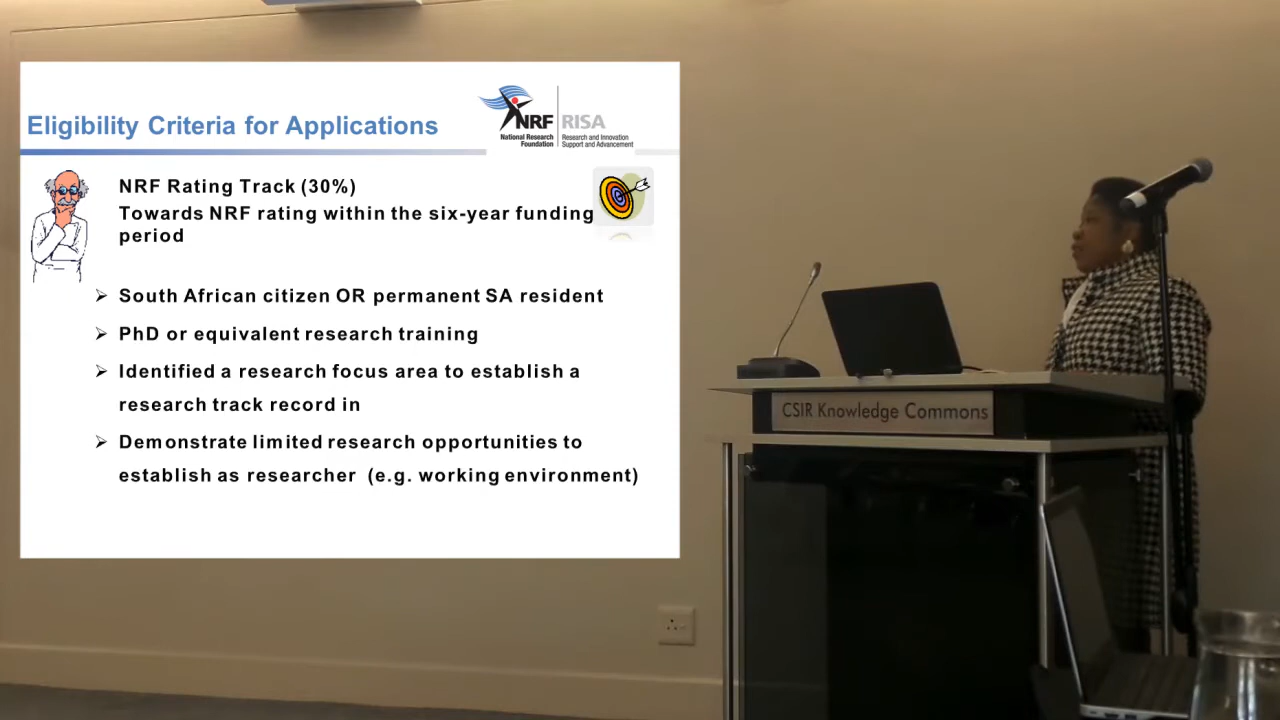 Eligibility Criteria for Applications
NRF
RISA
National Research
Foundation
Research and Innovation
Support and Advancement
NRF Rating Track (30%)
Towards NRF rating within the six-year funding
period
South African citizen OR permanent SA resident
PhD or equivalent research training
Identified a research focus area to establish a
research track record in
Demonstrate limited research opportunities to
establish as researcher (e.g. working environment)
CSIR Knowledge Commons